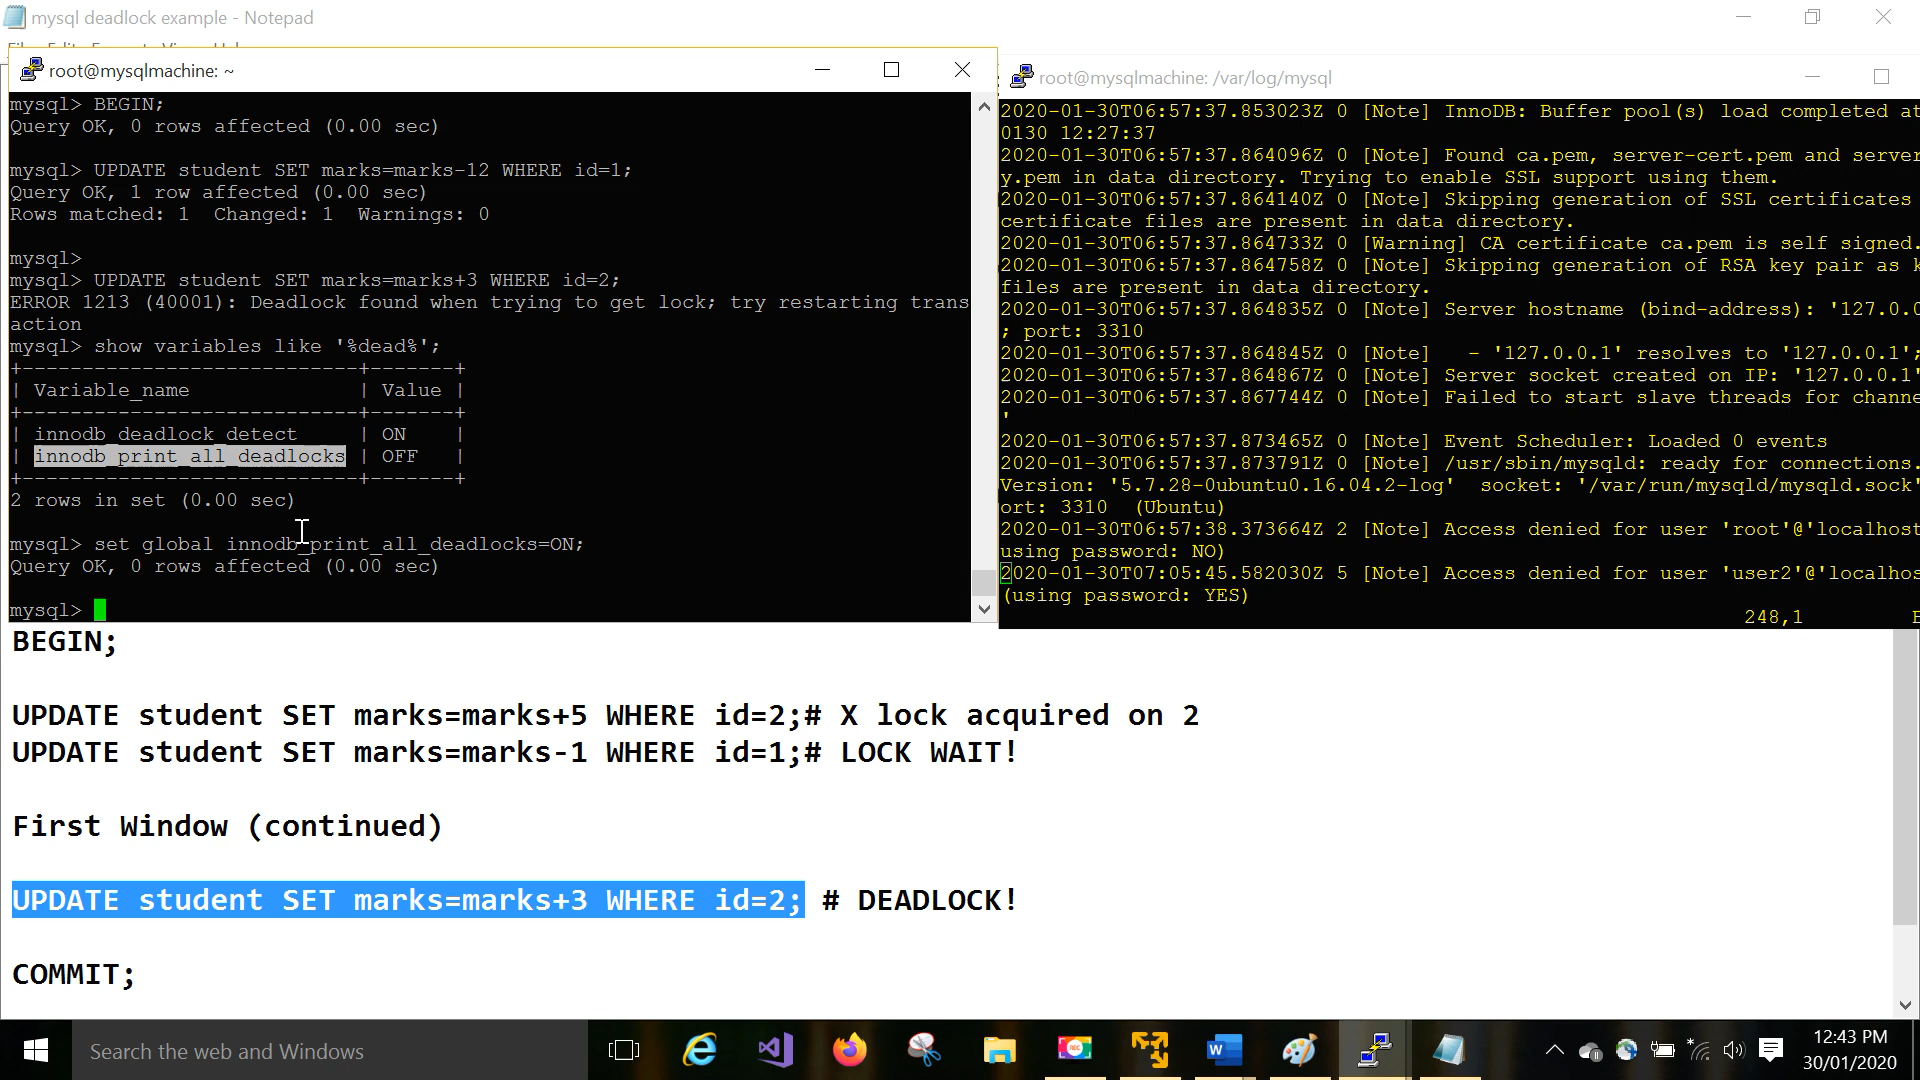 mysql deadlock example - Notepad
root@mysqlmachine: ~
mysql> BEGIN;
Query OK, 0 rows affected (0.00 sec)
mysql> UPDATE student SET marks=marks-12 WHERE id=1;
Query OK, 1 row affected (0.00 sec)
Rows matched: 1  Changed: 1  Warnings: 0
mysql>
mysql> UPDATE student SET marks=marks+3 WHERE id=2;
ERROR 1213 (40001): Deadlock found when trying to get lock; try restarting trans
action
mysql> show variables like '%dead%';
+----------------------------+-------+
| Variable_name              | Value |
+----------------------------+-------+
| innodb_deadlock_detect     | ON    |
| innodb_print_all_deadlocks | OFF   |
+----------------------------+-------+
2 rows in set (0.00 sec)
mysql> set global innodb_print_all_deadlocks=ON;
Query OK, 0 rows affected (0.00 sec)
mysql>
root@mysqlmachine: /var/log/mysql
2020-01-30T06:57:37.853023Z 0 [Note] InnoDB: Buffer pool(s) load completed at
0130 12:27:37
2020-01-30T06:57:37.864096Z 0 [Note] Found ca.pem, server-cert.pem and server
y.pem in data directory. Trying to enable SSL support using them.
2020-01-30T06:57:37.864140Z 0 [Note] Skipping generation of SSL certificates
certificate files are present in data directory.
2020-01-30T06:57:37.864733Z 0 [Warning] CA certificate ca.pem is self signed.
2020-01-30T06:57:37.864758Z 0 [Note] Skipping generation of RSA key pair as k
files are present in data directory.
2020-01-30T06:57:37.864835Z 0 [Note] Server hostname (bind-address): '127.0.0
; port: 3310
2020-01-30T06:57:37.864845Z 0 [Note]   - '127.0.0.1' resolves to '127.0.0.1';
2020-01-30T06:57:37.864867Z 0 [Note] Server socket created on IP: '127.0.0.1'
2020-01-30T06:57:37.867744Z 0 [Note] Failed to start slave threads for channe
'
2020-01-30T06:57:37.873465Z 0 [Note] Event Scheduler: Loaded 0 events
2020-01-30T06:57:37.873791Z 0 [Note] /usr/sbin/mysqld: ready for connections.
Version: '5.7.28-0ubuntu0.16.04.2-log'  socket: '/var/run/mysqld/mysqld.sock'
ort: 3310  (Ubuntu)
2020-01-30T06:57:38.373664Z 2 [Note] Access denied for user 'root'@'localhost
using password: NO)
2020-01-30T07:05:45.582030Z 5 [Note] Access denied for user 'user2'@'localhos
(using password: YES)
248,1
BEGIN;
UPDATE student SET marks=marks+5 WHERE id=2;# X lock acquired on 2
UPDATE student SET marks=marks-1 WHERE id=1;# LOCK WAIT!
First Window (continued)
UPDATE student SET marks=marks+3 WHERE id=2; # DEADLOCK!
COMMIT;
Search the web and Windows
12:43 PM
30/01/2020